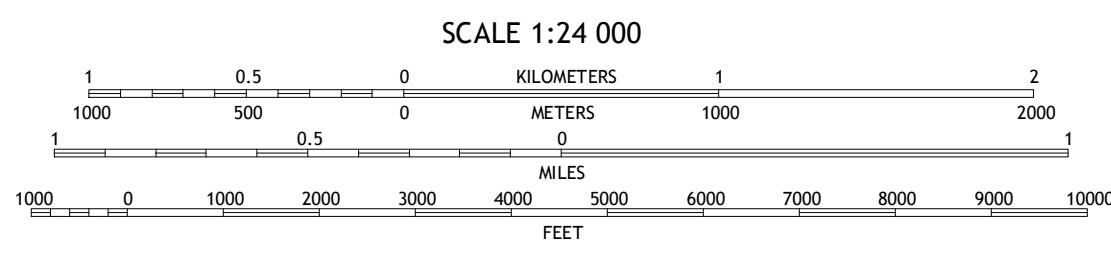 SCALE 1:24 000
1 0.5 0 KILOMETERS 1 2
1000 500 0 METERS 1000 2000
1 0.5 0 1
MILES
1000 0 1000 2000 3000 4000 5000 6000 7000 8000 9000 10000
FEET